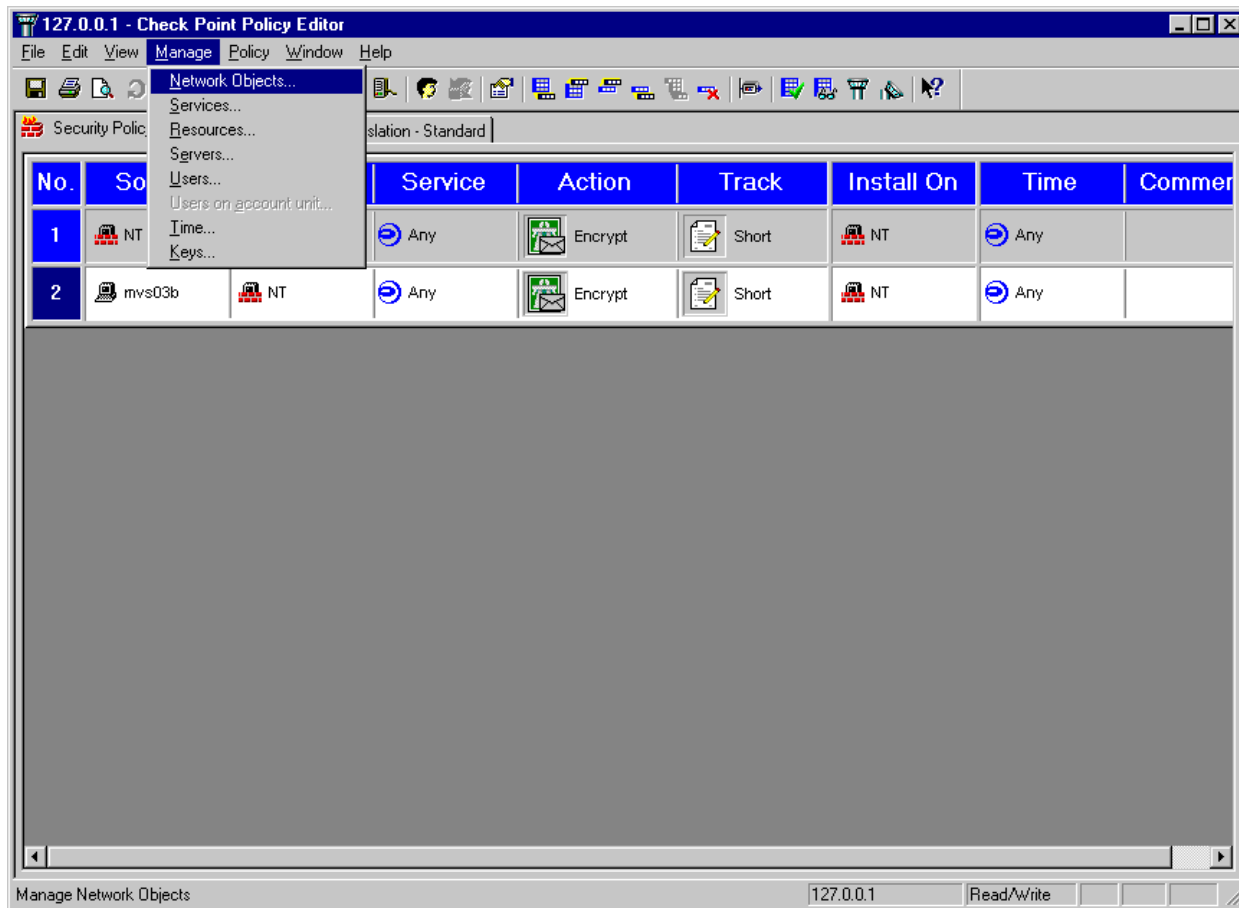 127.0.0.1 - Check Point Policy Editor
File Edit View Manage Policy Window Help
Network Objects...
Services...
Resources...
Servers...
Users...
Users on account unit...
Time...
Keys...
Security Polic slation - Standard
No. So Service Action Track Install On Time Commer
1 NT Any Encrypt Short NT Any
2 mvs03b NT Any Encrypt Short NT Any
Manage Network Objects 127.0.0.1 Read/Write